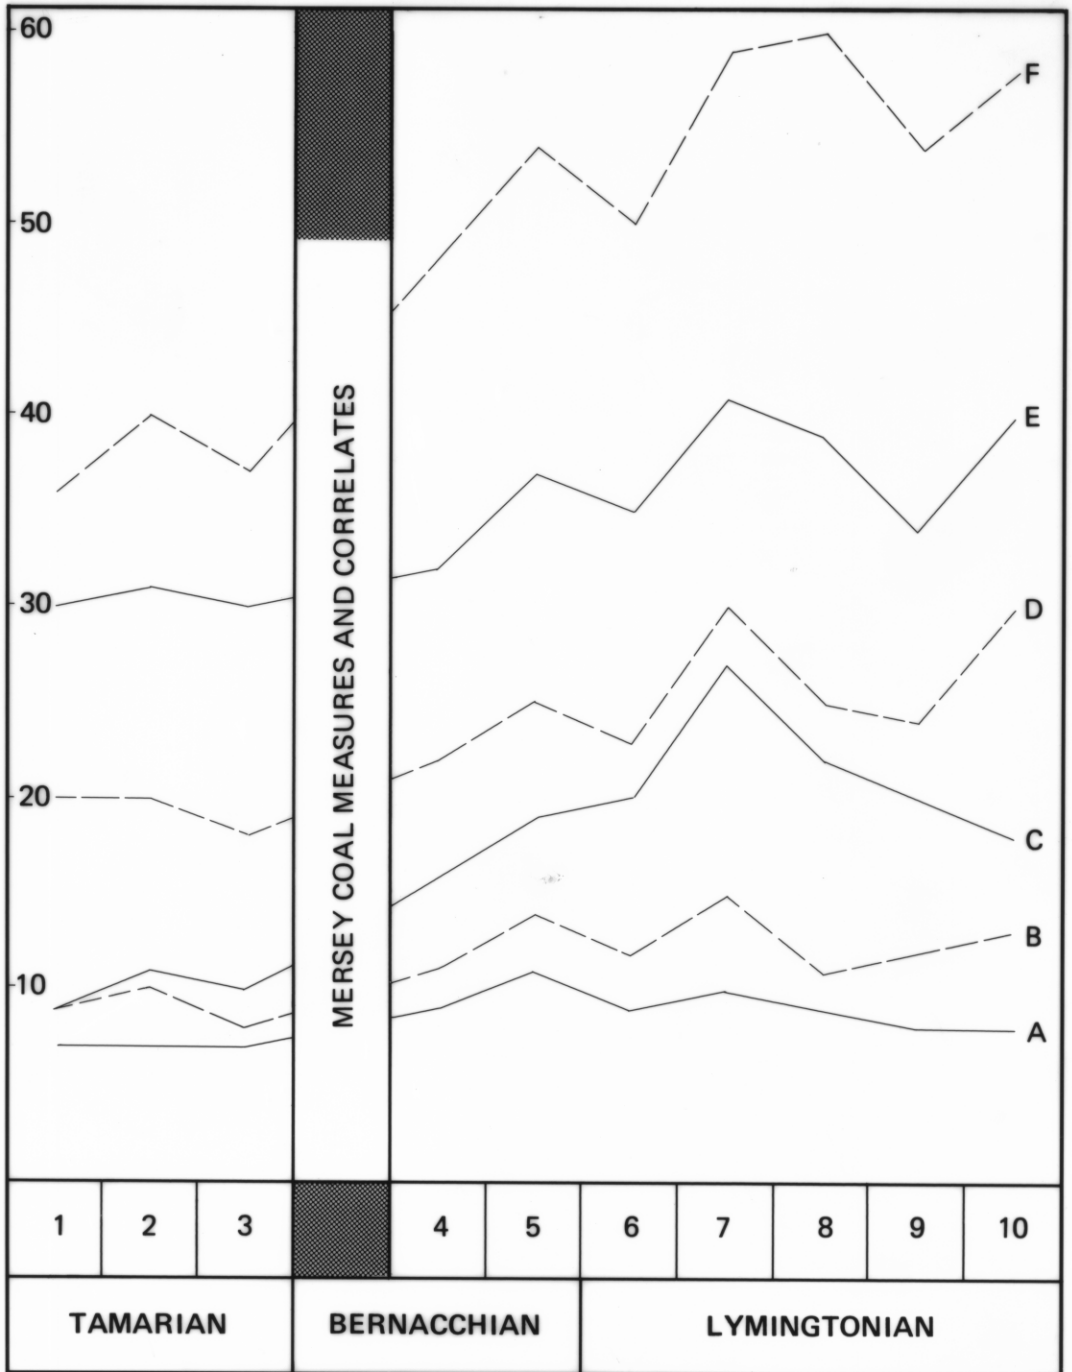 60
F
50
40
E
30
D
20
C
B
10
A
MERSEY COAL MEASURES AND CORRELATES
1 2 3 4 5 6 7 8 9 10
TAMARIAN BERNACCHIAN LYMINGTONIAN